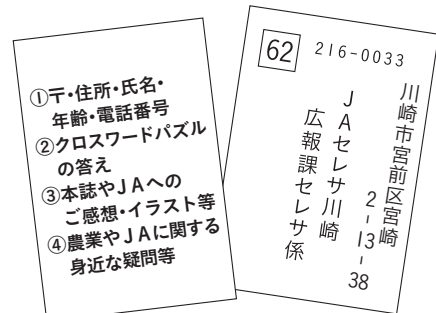 ①〒・住所・氏名・
年齢・電話番号
②クロスワードパズル
の答え
③本誌やJAへの
ご感想・イラスト等
④農業やJAに関する
身近な疑問等
62
216-0033
川崎市宮前区宮崎
2-13-38
JAセレサ川崎
広報課セレサ係